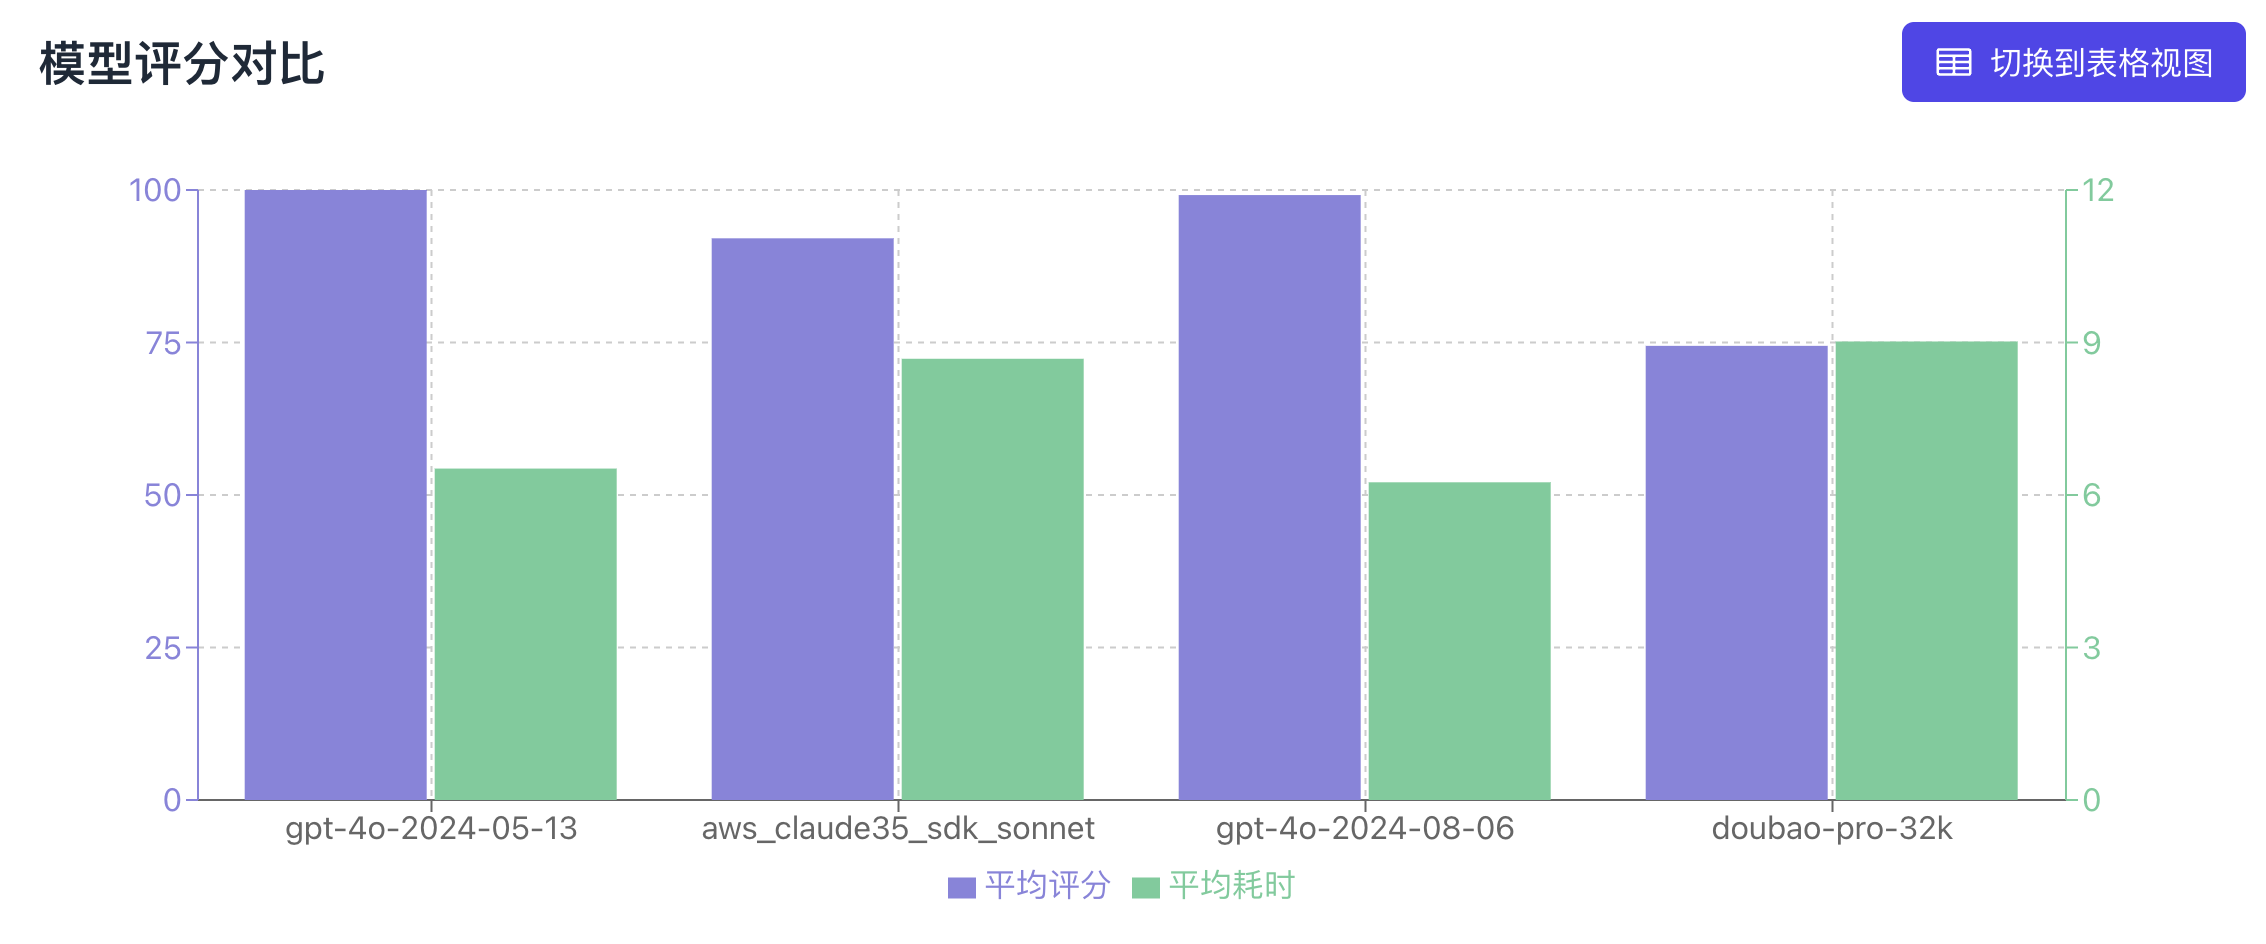 模型评分对比
切换到表格视图
100
75
50
25
0
12
9
6
3
0
gpt-4o-2024-05-13
aws_claude35_sdk_sonnet
gpt-4o-2024-08-06
doubao-pro-32k
平均评分
平均耗时